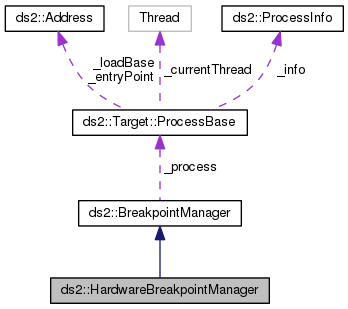 ds2::Address
Thread
ds2::ProcessInfo
_loadBase
_entryPoint
_currentThread
_info
ds2::Target::ProcessBase
_process
ds2::BreakpointManager
ds2::HardwareBreakpointManager